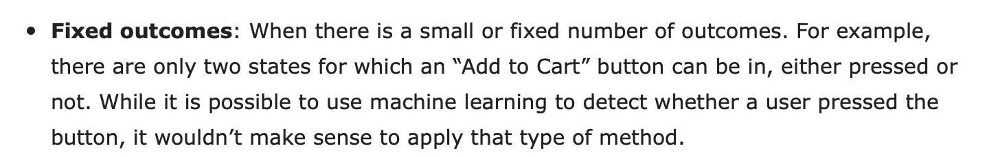 • Fixed outcomes: When there is a small or fixed number of outcomes. For example,
there are only two states for which an “Add to Cart” button can be in, either pressed or
not. While it is possible to use machine learning to detect whether a user pressed the
button, it wouldn’t make sense to apply that type of method.